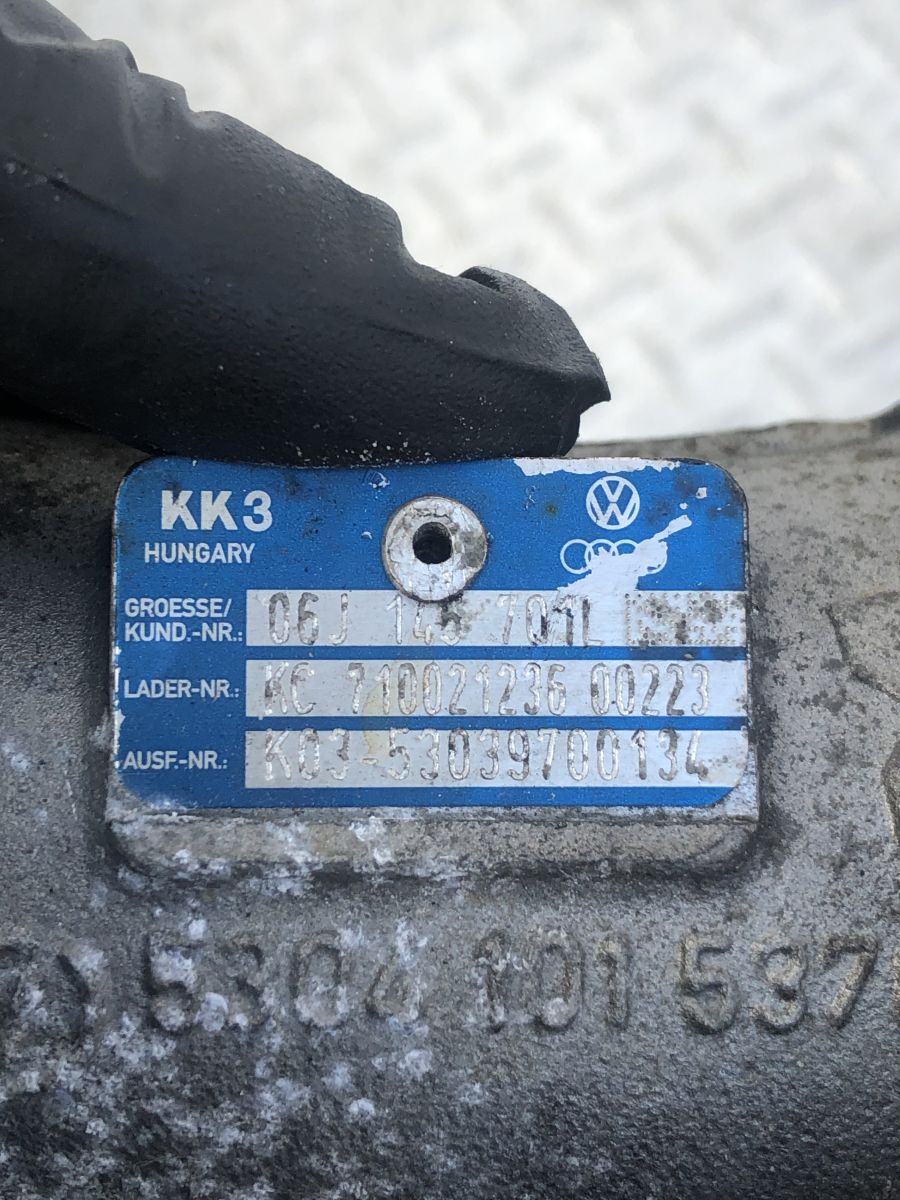 KK3
HUNGARY
GROESSE/
KUND.-NR.: 06J 145 701L
LADER-NR.: KC 710021236 00223
AUSF.-NR.: K03-53039700134
5304 101 537